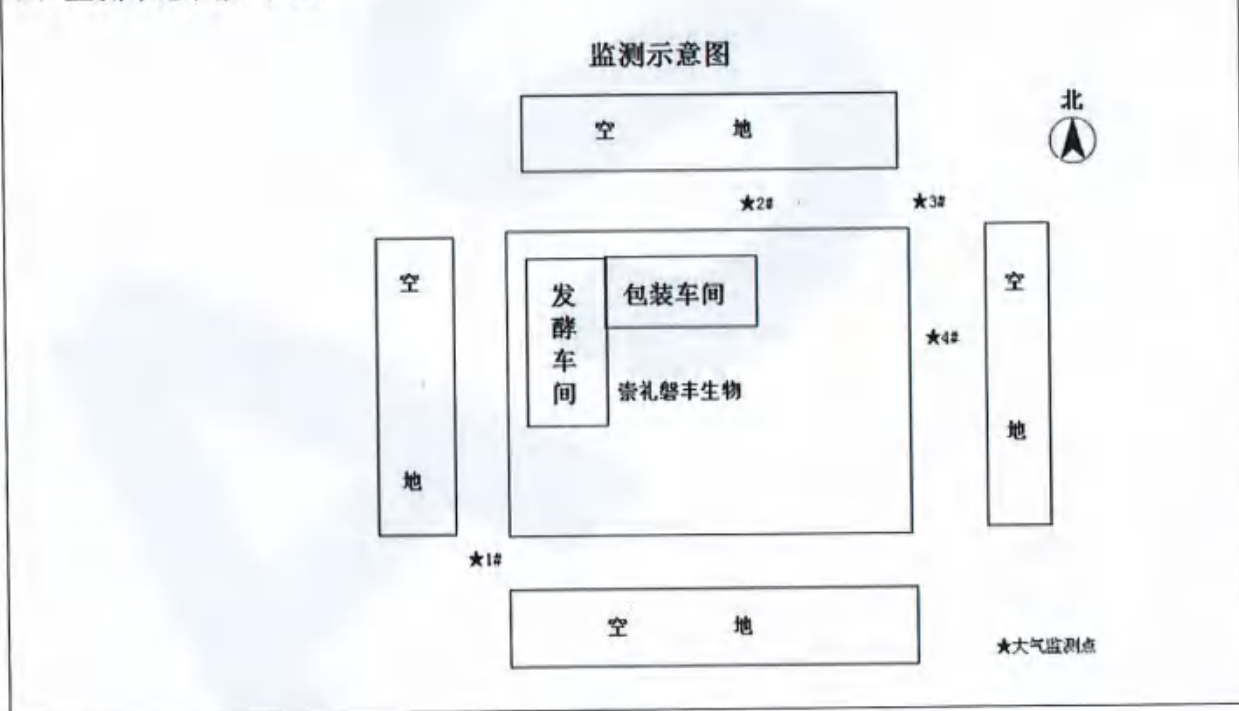 监测示意图
北
空 地
★2#
★3#
空 地
发酵车间
包装车间
空 地
★4#
崇礼磐丰生物
★1#
空 地
★大气监测点